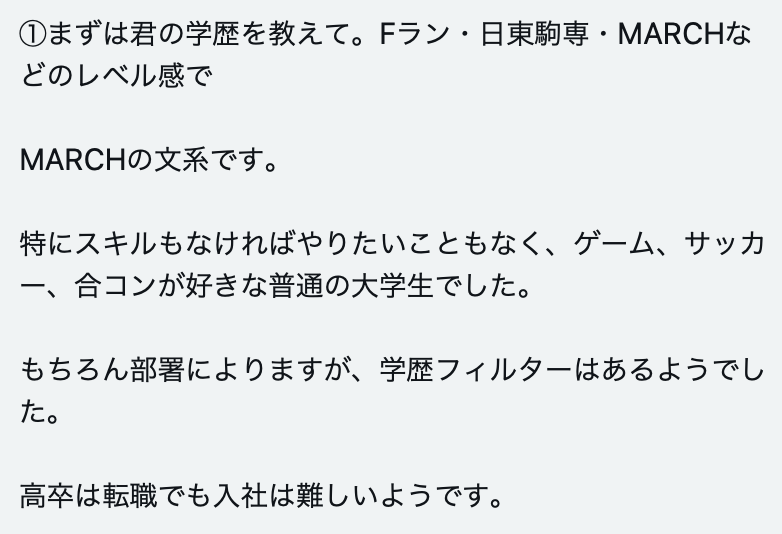 ①まずは君の学歴を教えて。Fラン・日東駒専・MARCHな
どのレベル感で
MARCHの文系です。
特にスキルもなければやりたいこともなく、ゲーム、サッカ
ー、合コンが好きな普通の大学生でした。
もちろん部署によりますが、学歴フィルターはあるようでし
た。
高卒は転職でも入社は難しいようです。